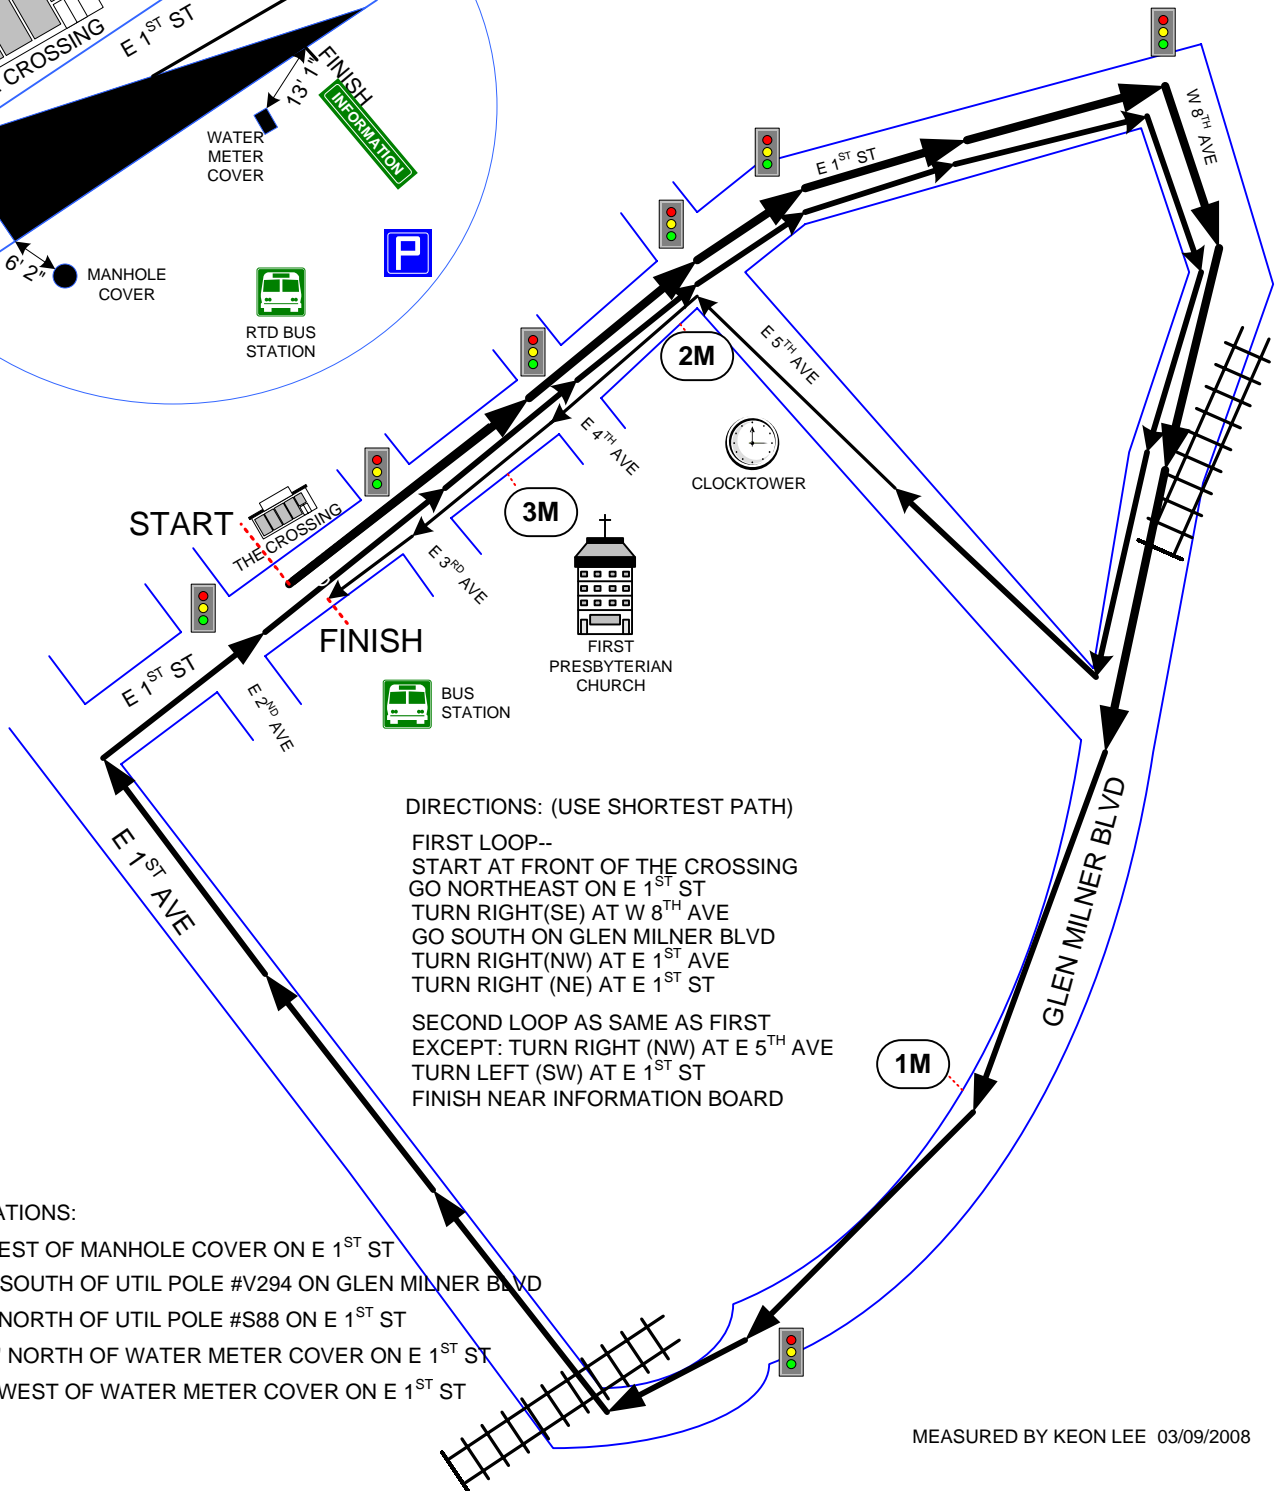 CROSSING
E 1ST ST
FINISH
13' 1"
INFORMATION
WATER
METER
COVER
6' 2"
MANHOLE
COVER
P
RTD BUS
STATION
W 8TH AVE
E 1ST ST
E 5TH AVE
2M
E 4TH AVE
CLOCKTOWER
START
THE CROSSING
3M
E 3RD AVE
FINISH
FIRST
PRESBYTERIAN
CHURCH
E 1ST ST
E 2ND AVE
BUS
STATION
E 1ST AVE
GLEN MILNER BLVD
DIRECTIONS: (USE SHORTEST PATH)
FIRST LOOP--
START AT FRONT OF THE CROSSING
GO NORTHEAST ON E 1ST ST
TURN RIGHT(SE) AT W 8TH AVE
GO SOUTH ON GLEN MILNER BLVD
TURN RIGHT(NW) AT E 1ST AVE
TURN RIGHT (NE) AT E 1ST ST
SECOND LOOP AS SAME AS FIRST
EXCEPT: TURN RIGHT (NW) AT E 5TH AVE
TURN LEFT (SW) AT E 1ST ST
FINISH NEAR INFORMATION BOARD
1M
ATIONS:
EST OF MANHOLE COVER ON E 1ST ST
SOUTH OF UTIL POLE #V294 ON GLEN MILNER BLVD
NORTH OF UTIL POLE #S88 ON E 1ST ST
' NORTH OF WATER METER COVER ON E 1ST ST
WEST OF WATER METER COVER ON E 1ST ST
MEASURED BY KEON LEE 03/09/2008